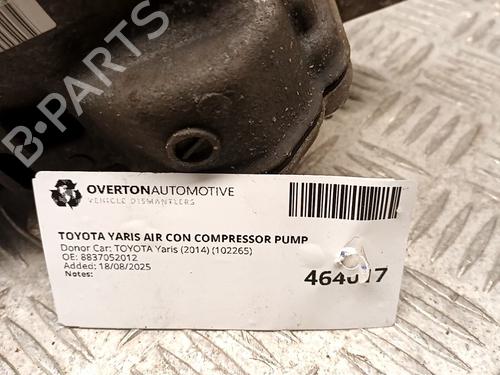 B-PARTS
OVERTONAUTOMOTIVE
VEHICLE DISMANTLERS
TOYOTA YARIS AIR CON COMPRESSOR PUMP
Donor Car: TOYOTA Yaris (2014) (102265)
OE: 8837052012
Added: 18/08/2025
Notes: